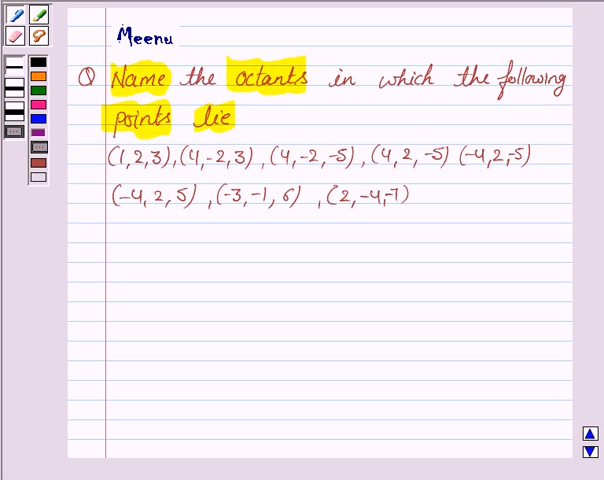 Meenu
Q Name the octants in which the following
points lie
(1, 2, 3), (4, -2, 3) , (4, -2, -5) , (4, 2, -5) (-4, 2, -5)
(-4, 2, 5) , (-3, -1, 6) , (2, -4, -7)